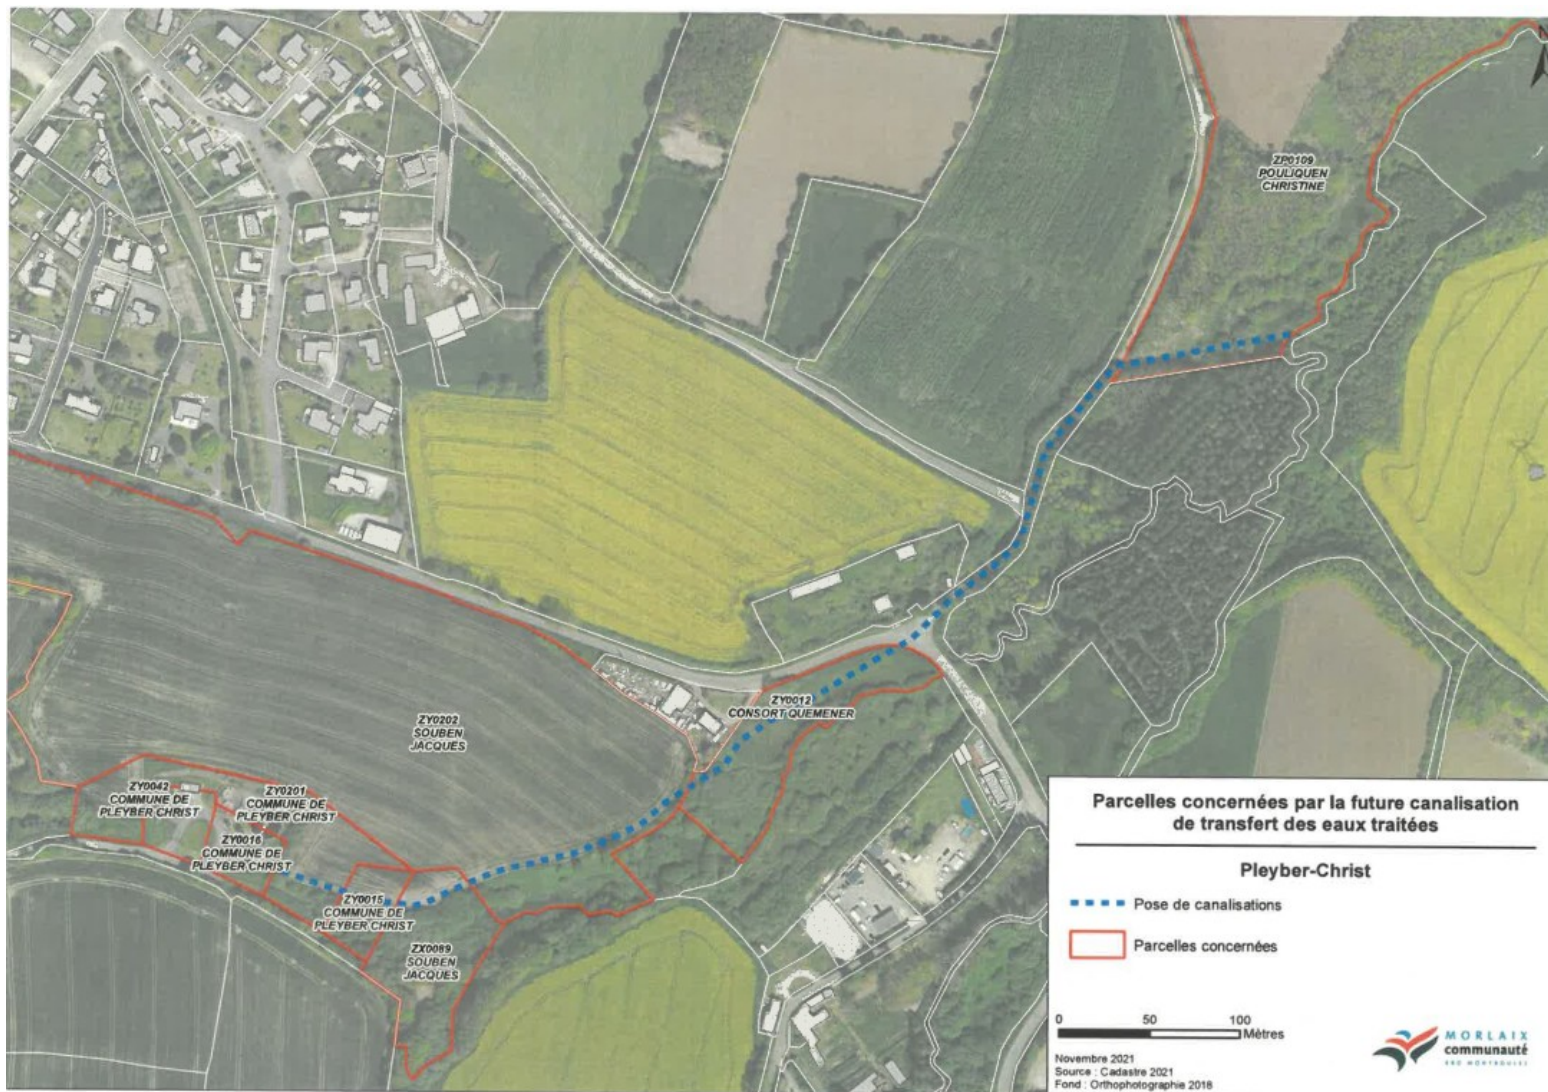 ZP0109
POULIQUEN
CHRISTINE
N
ZY0012
CONSORT QUEMENER
ZY0202
SOUBEN
JACQUES
ZY0042
COMMUNE DE
PLEYBER CHRIST
ZY0201
COMMUNE DE
PLEYBER CHRIST
ZY0016
COMMUNE DE
PLEYBER CHRIST
ZY0015
COMMUNE DE
PLEYBER CHRIST
ZX0089
SOUBEN
JACQUES
Parcelles concernées par la future canalisation
de transfert des eaux traitées
Pleyber-Christ
Pose de canalisations
Parcelles concernées
0 50 100
Mètres
Novembre 2021
Source : Cadastre 2021
Fond : Orthophotographie 2018
MORLAIX
communauté
BRO MONTROULEZ